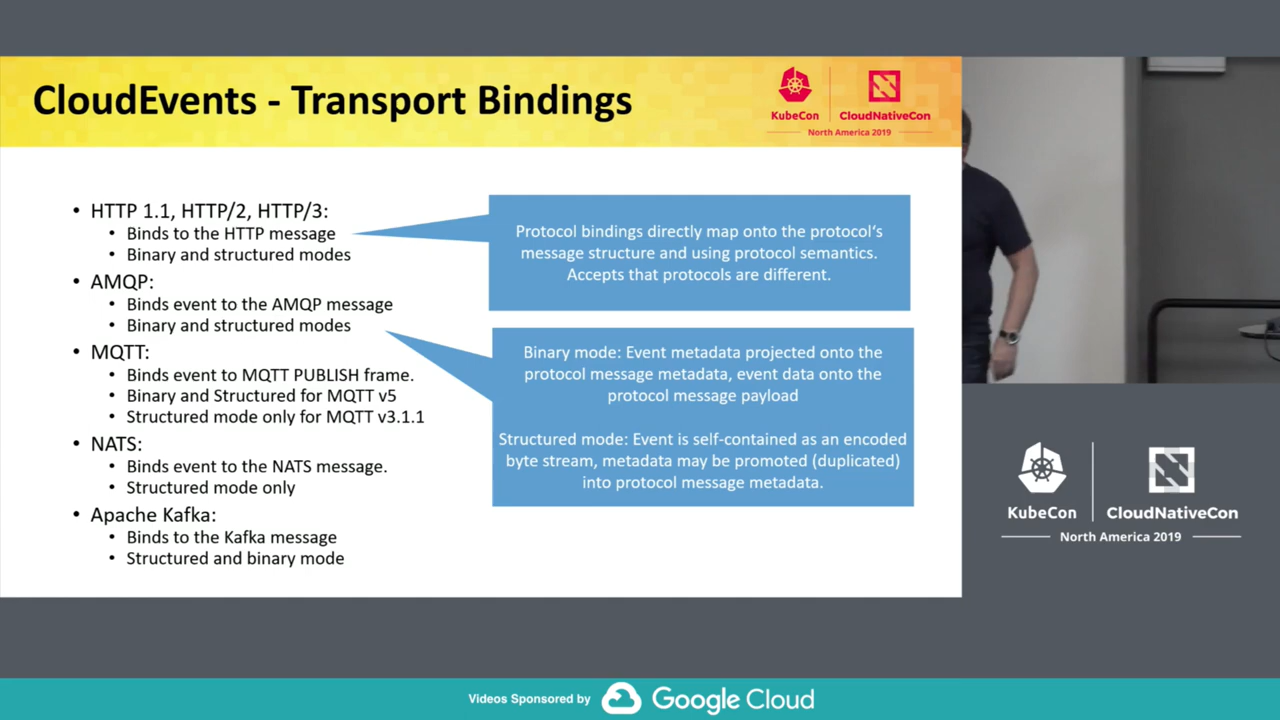 CloudEvents - Transport Bindings
KubeCon
CloudNativeCon
North America 2019
• HTTP 1.1, HTTP/2, HTTP/3:
• Binds to the HTTP message
• Binary and structured modes
• AMQP:
• Binds event to the AMQP message
• Binary and structured modes
• MQTT:
• Binds event to MQTT PUBLISH frame.
• Binary and Structured for MQTT v5
• Structured mode only for MQTT v3.1.1
• NATS:
• Binds event to the NATS message.
• Structured mode only
• Apache Kafka:
• Binds to the Kafka message
• Structured and binary mode
Protocol bindings directly map onto the protocol‘s
message structure and using protocol semantics.
Accepts that protocols are different.
Binary mode: Event metadata projected onto the
protocol message metadata, event data onto the
protocol message payload
Structured mode: Event is self-contained as an encoded
byte stream, metadata may be promoted (duplicated)
into protocol message metadata.
KubeCon
CloudNativeCon
North America 2019
Videos Sponsored by
Google Cloud